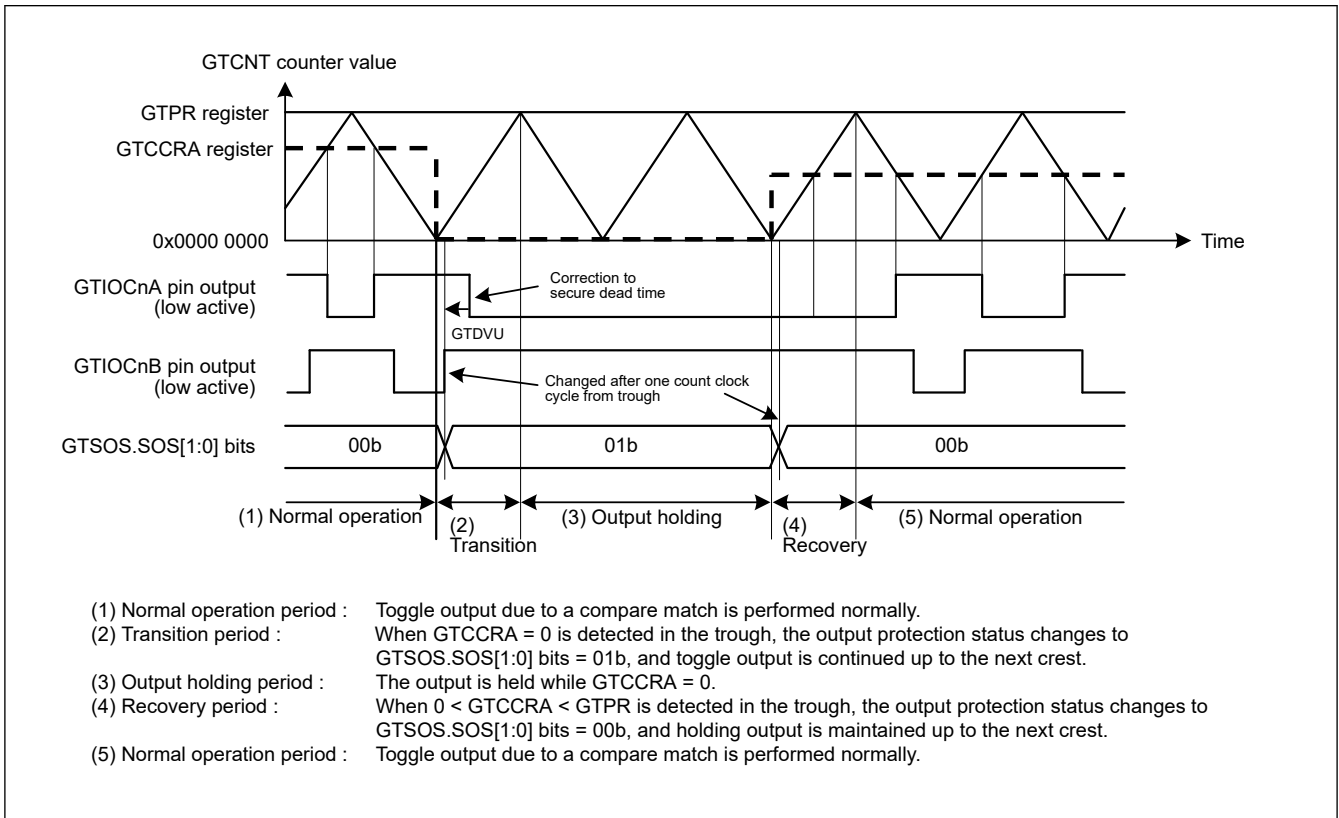 GTCNT counter value
GTPR register
GTCCRA register
0x0000 0000
Time
GTIOCnA pin output
(low active)
Correction to
secure dead time
GTDVU
GTIOCnB pin output
(low active)
Changed after one count clock
cycle from trough
GTSOS.SOS[1:0] bits
00b
01b
00b
(1) Normal operation
(2)
Transition
(3) Output holding
(4)
Recovery
(5) Normal operation
(1) Normal operation period : Toggle output due to a compare match is performed normally.
(2) Transition period : When GTCCRA = 0 is detected in the trough, the output protection status changes to
GTSOS.SOS[1:0] bits = 01b, and toggle output is continued up to the next crest.
(3) Output holding period : The output is held while GTCCRA = 0.
(4) Recovery period : When 0 < GTCCRA < GTPR is detected in the trough, the output protection status changes to
GTSOS.SOS[1:0] bits = 00b, and holding output is maintained up to the next crest.
(5) Normal operation period : Toggle output due to a compare match is performed normally.